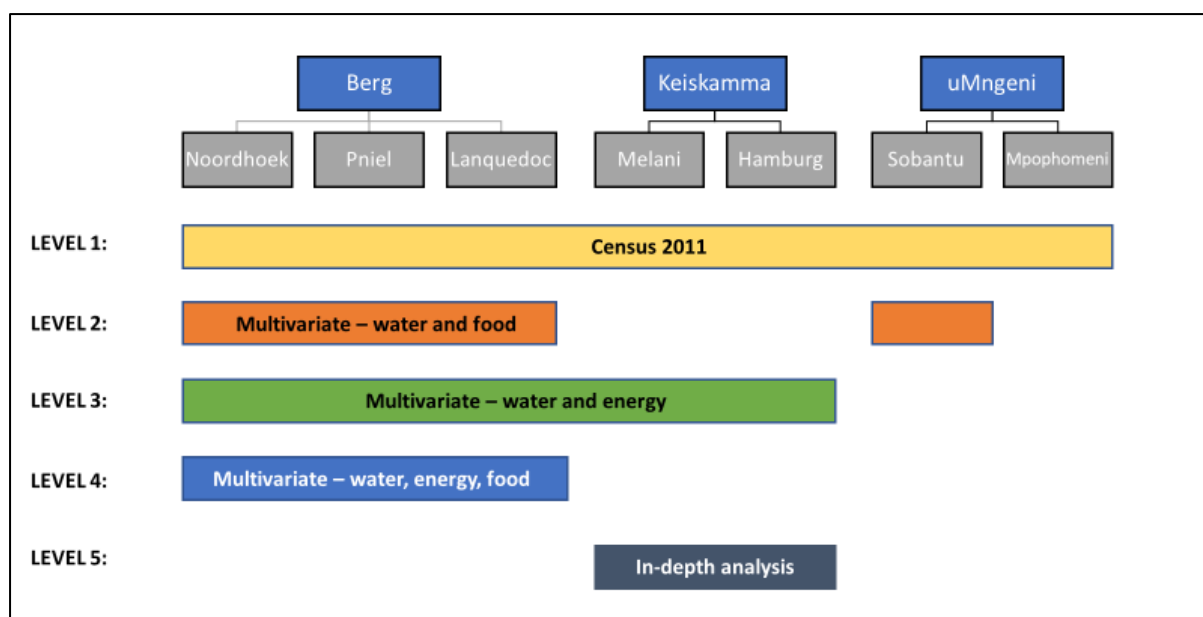 Berg
Keiskamma
uMngeni
Noordhoek
Pniel
Lanquedoc
Melani
Hamburg
Sobantu
Mpophomeni
LEVEL 1:
Census 2011
LEVEL 2:
Multivariate – water and food
LEVEL 3:
Multivariate – water and energy
LEVEL 4:
Multivariate – water, energy, food
LEVEL 5:
In-depth analysis